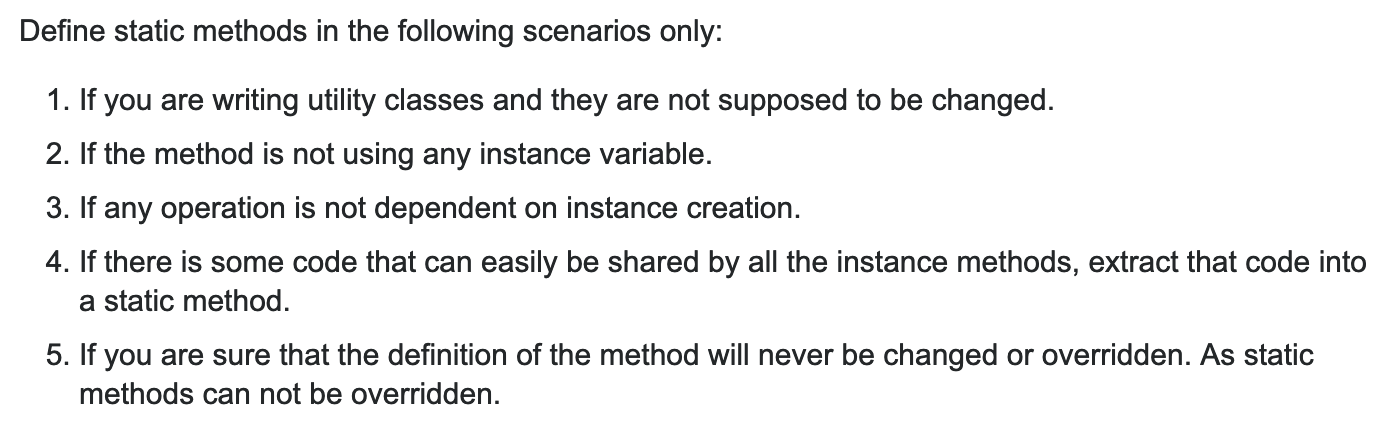 Define static methods in the following scenarios only:
1. If you are writing utility classes and they are not supposed to be changed.
2. If the method is not using any instance variable.
3. If any operation is not dependent on instance creation.
4. If there is some code that can easily be shared by all the instance methods, extract that code into
a static method.
5. If you are sure that the definition of the method will never be changed or overridden. As static
methods can not be overridden.